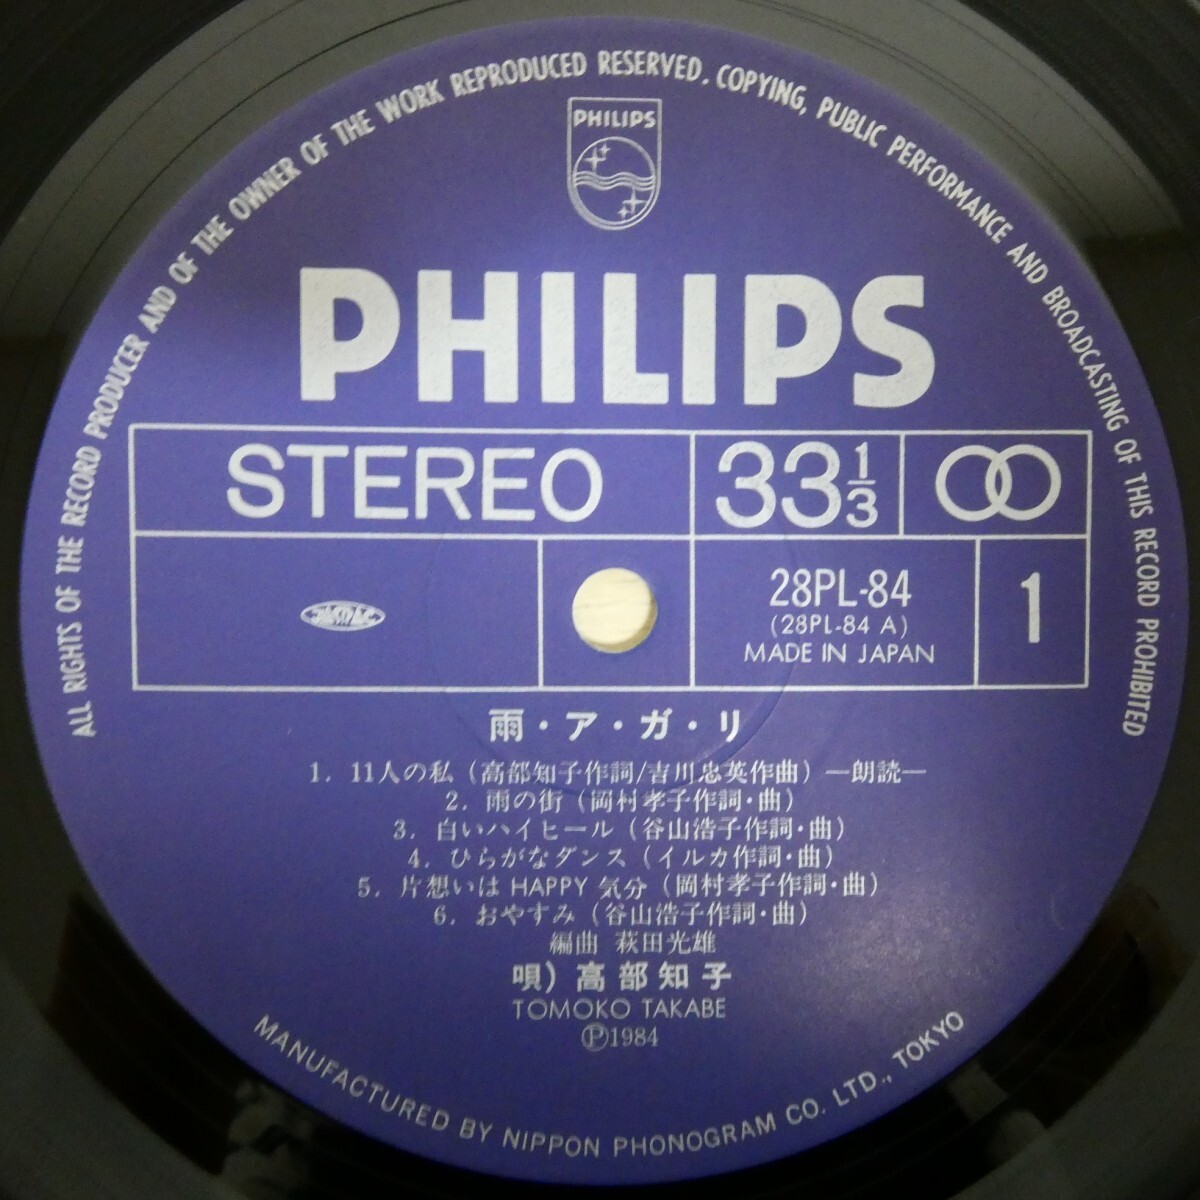 ALL RIGHTS OF THE RECORD PRODUCER AND OF THE OWNER OF THE WORK REPRODUCED RESERVED. COPYING, PUBLIC PERFORMANCE AND BROADCASTING OF THIS RECORD PROHIBITED
PHILIPS
PHILIPS
STEREO
33 1/3
28PL-84
(28PL-84 A)
MADE IN JAPAN
1
雨・ア・ガ・リ
1. 11人の私(高部知子作詞/吉川忠英作曲)—朗読—
2. 雨の街(岡村孝子作詞・曲)
3. 白いハイヒール(谷山浩子作詞・曲)
4. ひらがなダンス(イルカ作詞・曲)
5. 片想いは HAPPY 気分(岡村孝子作詞・曲)
6. おやすみ(谷山浩子作詞・曲)
編曲 萩田光雄
唄)高部知子
TOMOKO TAKABE
Ⓟ1984
MANUFACTURED BY NIPPON PHONOGRAM CO. LTD., TOKYO